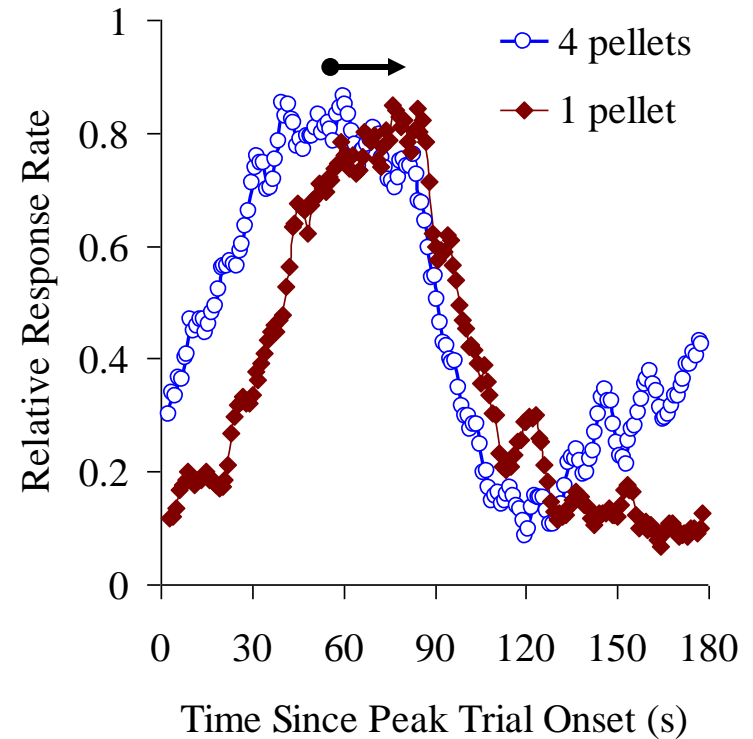 1
4 pellets
1 pellet
0.8
0.6
0.4
0.2
0
0 30 60 90 120 150 180
Relative Response Rate
Time Since Peak Trial Onset (s)